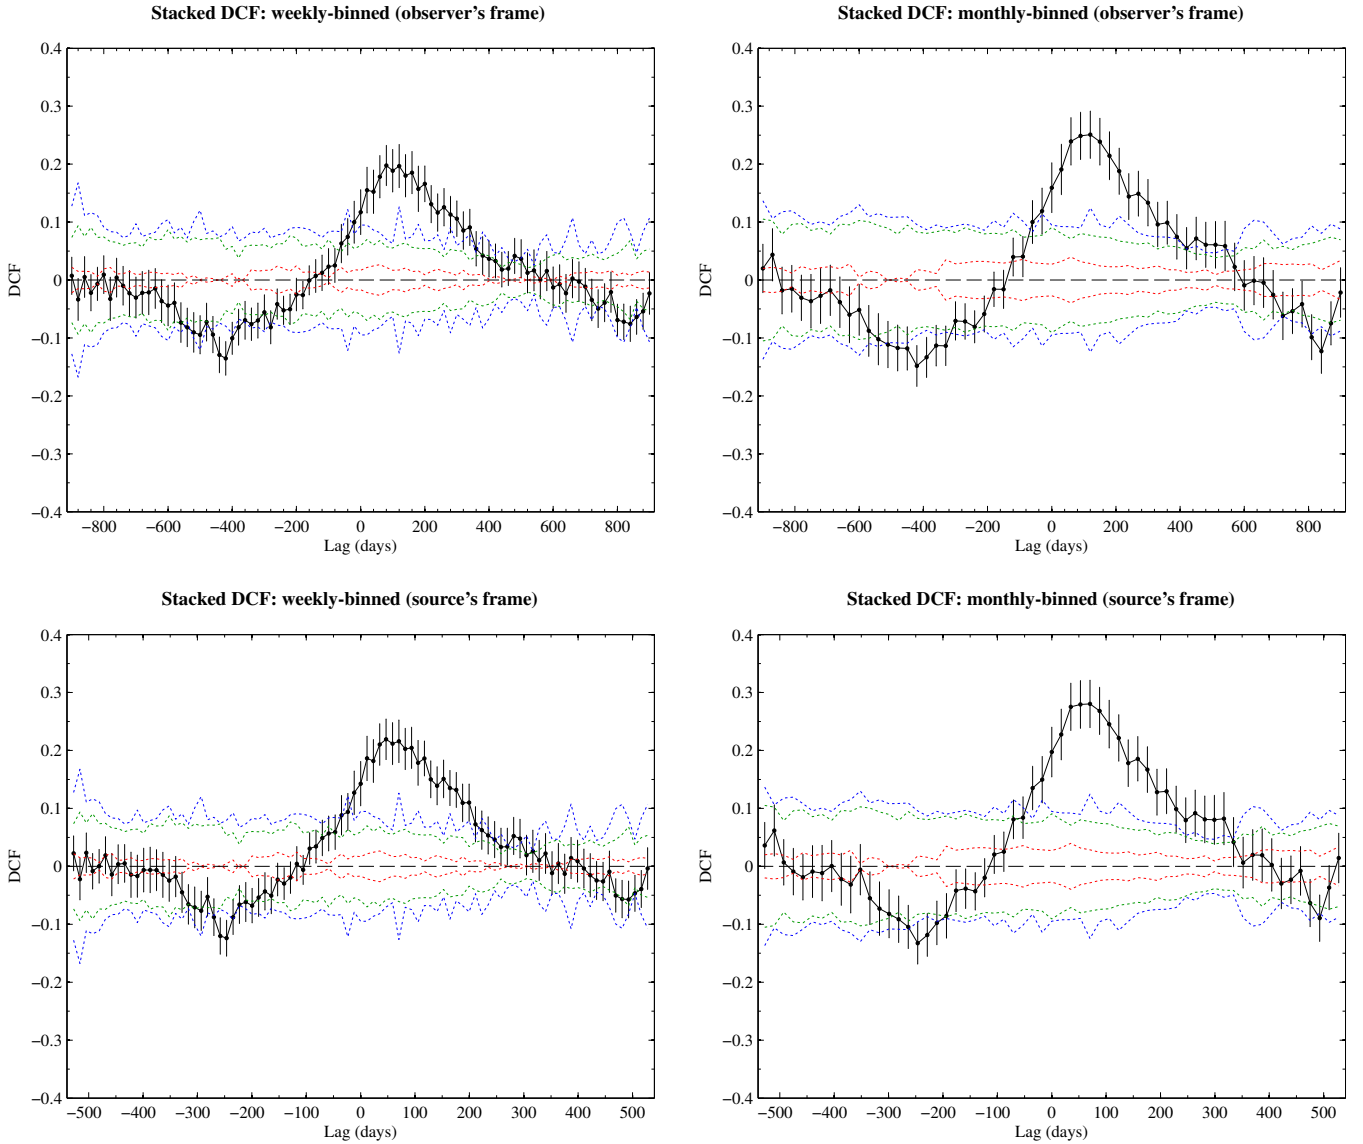 Stacked DCF: weekly-binned (observer's frame)
0.4
0.3
0.2
0.1
0
−0.1
−0.2
−0.3
−0.4
DCF
−800 −600 −400 −200 0 200 400 600 800
Lag (days)
Stacked DCF: monthly-binned (observer's frame)
0.4
0.3
0.2
0.1
0
−0.1
−0.2
−0.3
−0.4
DCF
−800 −600 −400 −200 0 200 400 600 800
Lag (days)
Stacked DCF: weekly-binned (source's frame)
0.4
0.3
0.2
0.1
0
−0.1
−0.2
−0.3
−0.4
DCF
−500 −400 −300 −200 −100 0 100 200 300 400 500
Lag (days)
Stacked DCF: monthly-binned (source's frame)
0.4
0.3
0.2
0.1
0
−0.1
−0.2
−0.3
−0.4
DCF
−500 −400 −300 −200 −100 0 100 200 300 400 500
Lag (days)